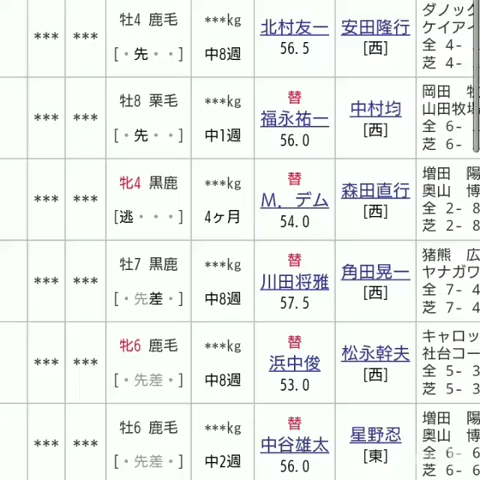 *** *** 牡4 鹿毛 ***kg 北村友一 安田隆行 ダノック
[・先・・] 中8週 56.5 [西] ケイアイ
全 4-
芝 4-
*** *** 牡8 栗毛 ***kg 替 中村均 岡田 牧
[・先・・] 中1週 福永祐一 [西] 山田牧場
56.0 全 6-
芝 6-
*** *** 牝4 黒鹿 ***kg 替 森田直行 増田 陽
[逃・・・] 4ヶ月 M.デム [西] 奥山 博
54.0 全 2- 8
芝 2- 8
*** *** 牡7 黒鹿 ***kg 替 角田晃一 猪熊 広
[・先差・] 中8週 川田将雅 [西] ヤナガワ
57.5 全 7- 4
芝 7- 4
*** *** 牝6 鹿毛 ***kg 替 松永幹夫 キャロッ
[・先差・] 中8週 浜中俊 [西] 社台コー
53.0 全 5- 3
芝 5- 3
*** *** 牡6 鹿毛 ***kg 替 星野忍 増田 陽
[・先差・] 中2週 中谷雄太 [東] 奥山 博
56.0 全 6- 6
芝 6- 6